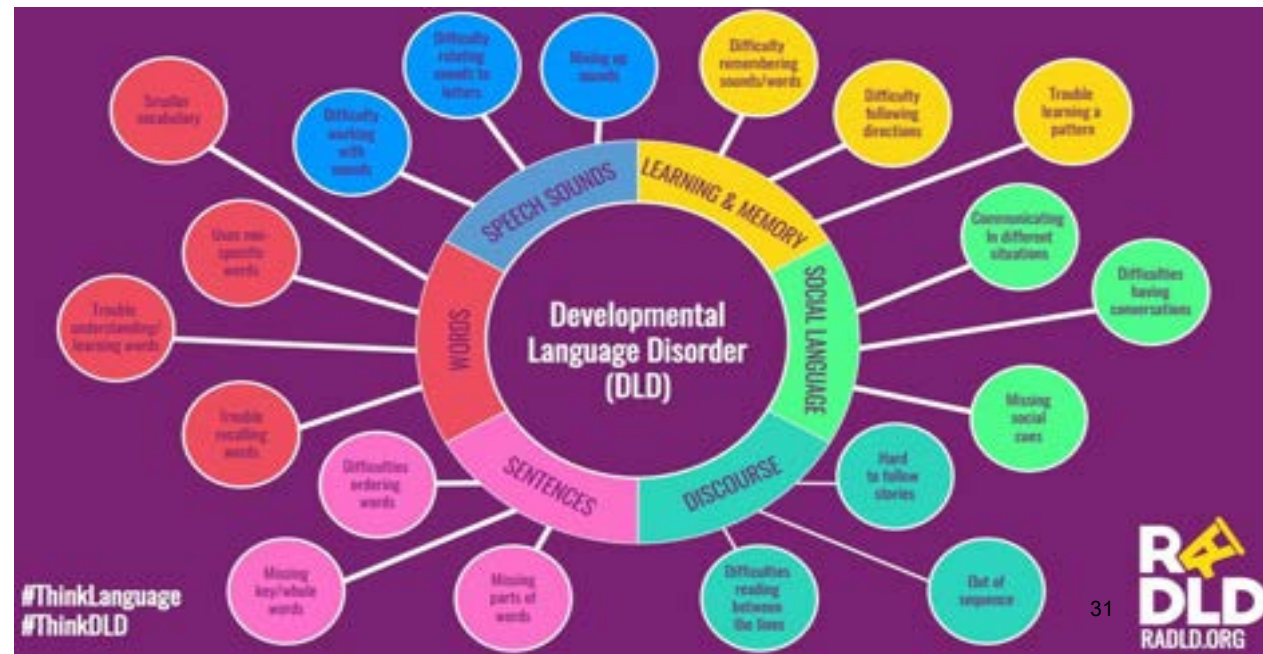 Difficulty
relating
sounds to
letters
Mixing up
sounds
Difficulty
remembering
sounds/words
Difficulty
following
directions
Trouble
learning a
pattern
Smaller
vocabulary
Difficulty
working
with
sounds
SPEECH SOUNDS
LEARNING & MEMORY
Communicating
In different
situations
Uses non-
specific
words
Difficulties
having
conversations
Trouble
understanding/
learning words
WORDS
Developmental
Language Disorder
(DLD)
SOCIAL LANGUAGE
Trouble
recalling
words
Missing
social
cues
Difficulties
ordering
words
SENTENCES
DISCOURSE
Hard
to follow
stories
Missing
key/whole
words
Missing
parts of
words
Difficulties
reading
between
the lines
Out of
sequence
#ThinkLanguage
#ThinkDLD
31
RADLD
RADLD.ORG